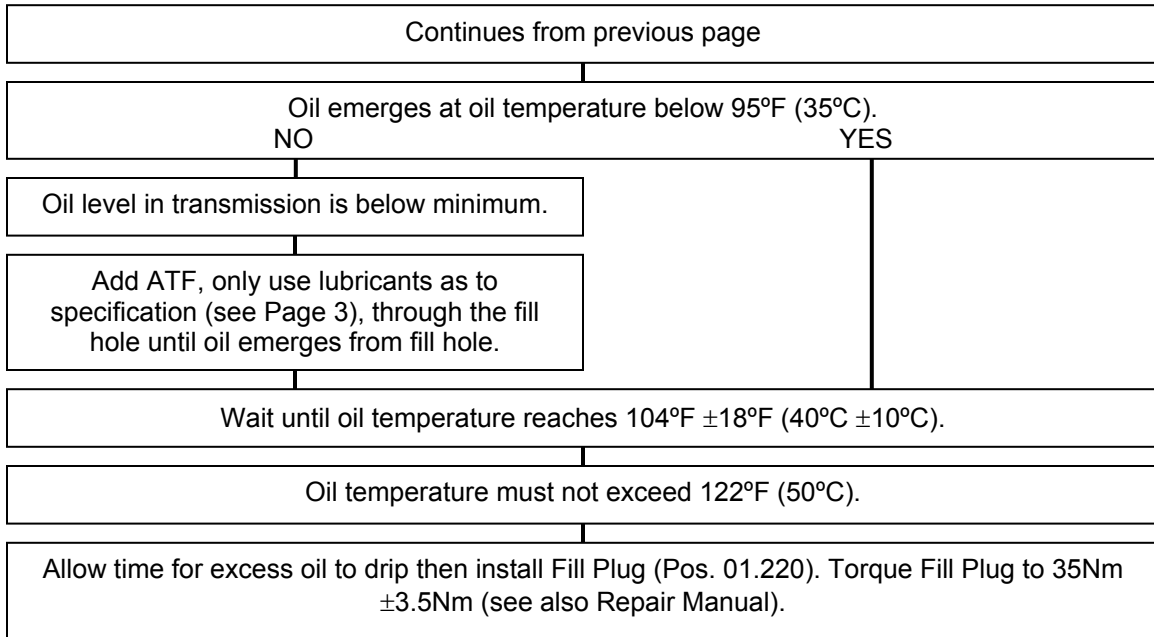 Continues from previous page
Oil emerges at oil temperature below 95ºF (35ºC).
NO YES
Oil level in transmission is below minimum.
Add ATF, only use lubricants as to
specification (see Page 3), through the fill
hole until oil emerges from fill hole.
Wait until oil temperature reaches 104ºF ±18ºF (40ºC ±10ºC).
Oil temperature must not exceed 122ºF (50ºC).
Allow time for excess oil to drip then install Fill Plug (Pos. 01.220). Torque Fill Plug to 35Nm
±3.5Nm (see also Repair Manual).